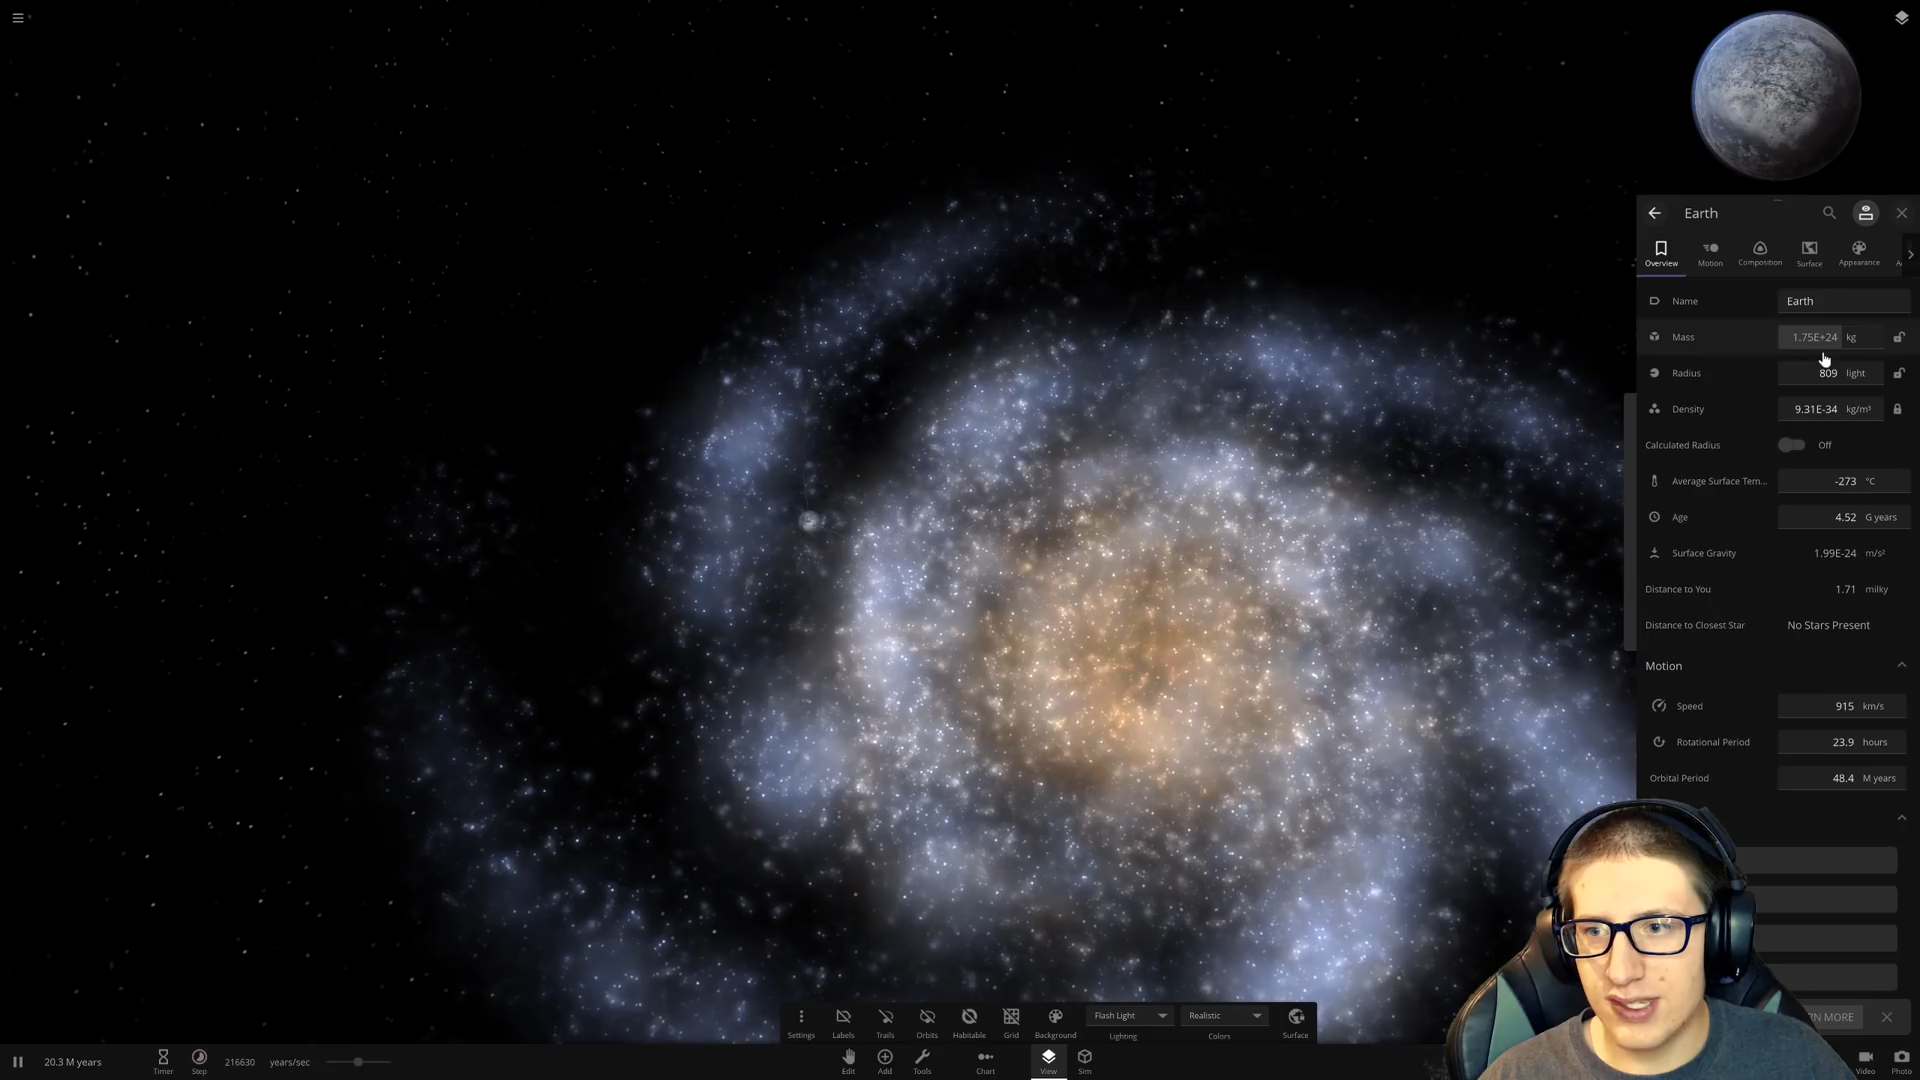 Earth
Overview
Motion
Composition
Surface
Appearance
Name
Earth
Mass
1.75E+24 kg
Radius
809 light
Density
9.31E-34 kg/m³
Calculated Radius
Off
Average Surface Tem...
-273 °C
Age
4.52 G years
Surface Gravity
1.99E-24 m/s²
Distance to You
1.71 milky
Distance to Closest Star
No Stars Present
Motion
Speed
915 km/s
Rotational Period
23.9 hours
Orbital Period
48.4 M years
MORE
Settings
Labels
Trails
Orbits
Habitable
Grid
Background
Flash Light
Lighting
Realistic
Colors
Surface
20.3 M years
Timer
Step
216630 years/sec
Edit
Add
Tools
Chart
View
Sim
Video
Photo